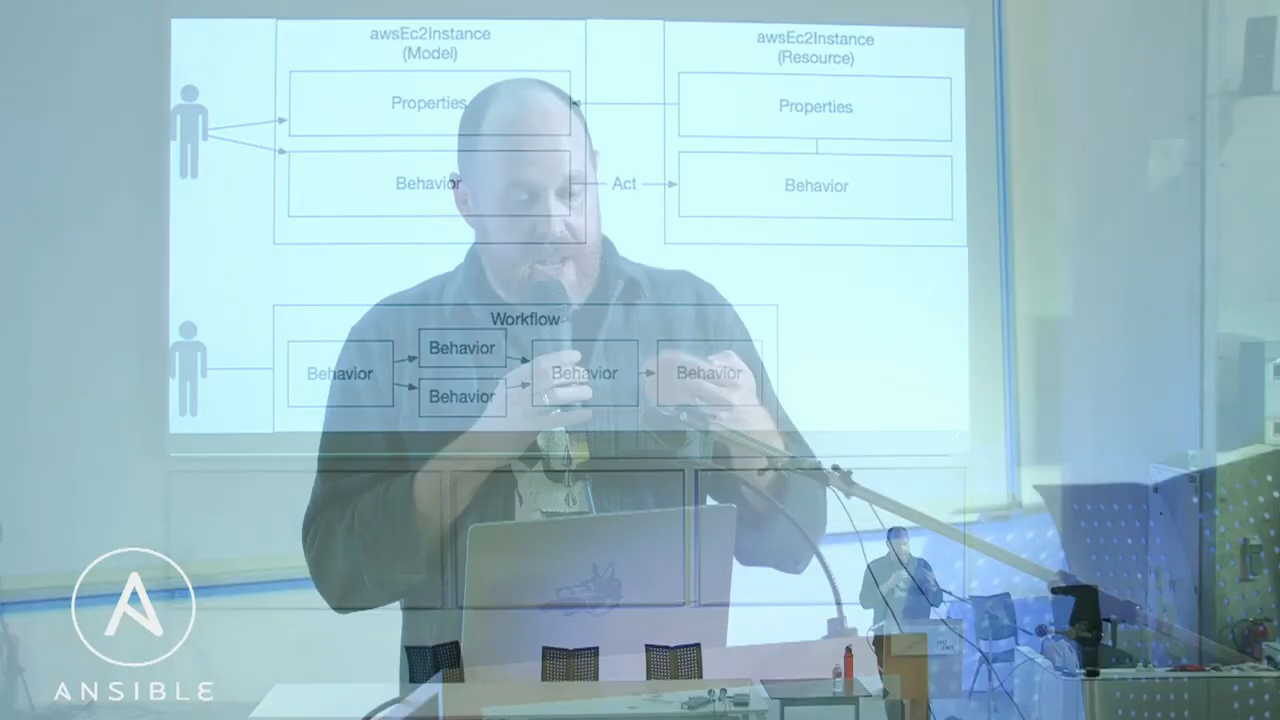 awsEc2Instance
(Model)
Properties
Behavior
Act
awsEc2Instance
(Resource)
Properties
Behavior
Workflow
Behavior
Behavior
Behavior
Behavior
Behavior
ANSIBLE